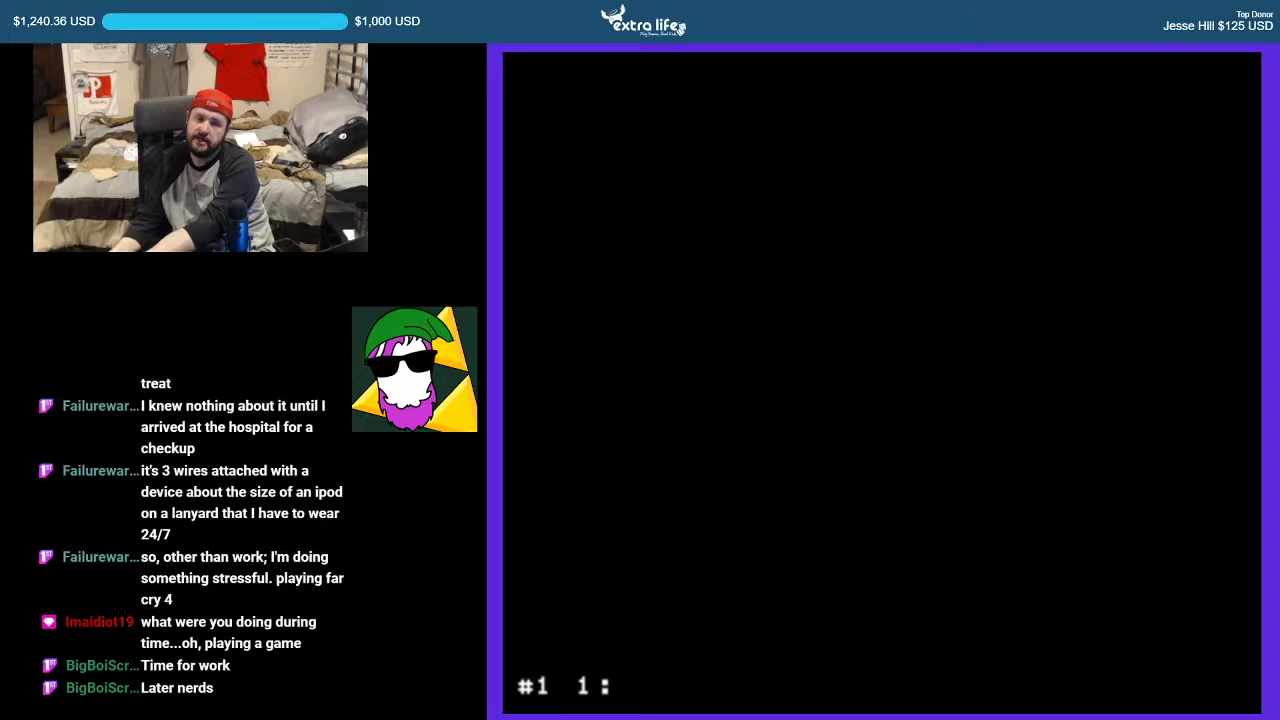 $1,240.36 USD
$1,000 USD
extra life
Play Games. Heal Kids.
Top Donor
Jesse Hill $125 USD
treat
Failurewar... I knew nothing about it until I
arrived at the hospital for a
checkup
Failurewar... it's 3 wires attached with a
device about the size of an ipod
on a lanyard that I have to wear
24/7
Failurewar... so, other than work; I'm doing
something stressful. playing far
cry 4
Imaidiot19 what were you doing during
time...oh, playing a game
BigBoiScr... Time for work
BigBoiScr... Later nerds
#1 1: